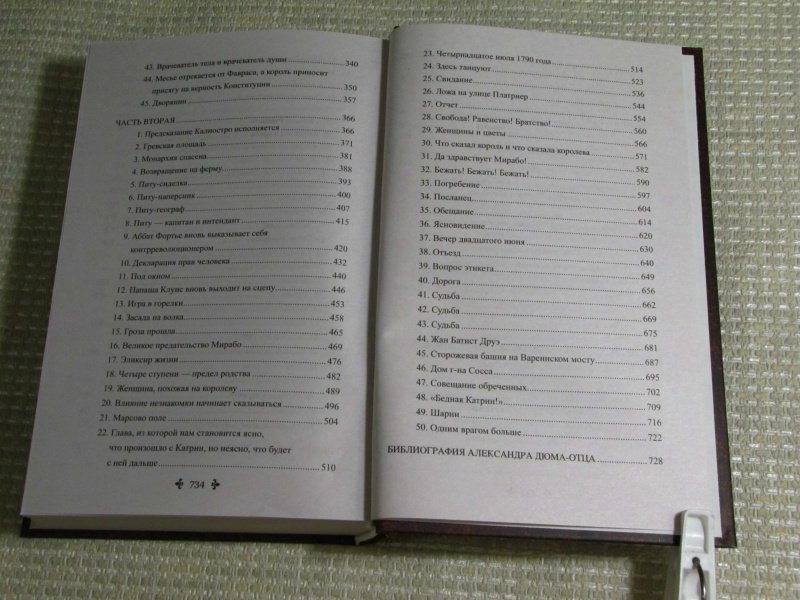 43. Врачеватель тела и врачеватель души ........ 340
44. Месье отрекается от Фавраса, а король приносит
присягу на верность Конституции ........ 350
45. Дворянин ........ 357
ЧАСТЬ ВТОРАЯ ........ 366
1. Предсказание Калиостро исполняется ........ 366
2. Гревская площадь ........ 371
3. Монархия спасена ........ 381
4. Возвращение на ферму ........ 388
5. Питу-сиделка ........ 393
6. Питу-наперсник ........ 400
7. Питу-географ ........ 407
8. Питу — капитан и интендант ........ 415
9. Аббат Фортье вновь выказывает себя
контрреволюционером ........ 420
10. Декларация прав человека ........ 432
11. Под окном ........ 440
12. Папаша Клуис вновь выходит на сцену ........ 446
13. Игра в горелки ........ 453
14. Засада на волка ........ 458
15. Гроза прошла ........ 465
16. Великое предательство Мирабо ........ 469
17. Эликсир жизни ........ 476
18. Четыре ступени — предел родства ........ 482
19. Женщина, похожая на королеву ........ 489
20. Влияние незнакомки начинает сказываться ........ 496
21. Марсово поле ........ 504
22. Глава, из которой нам становится ясно,
что произошло с Катрин, но неясно, что будет
с ней дальше ........ 510
734
23. Четырнадцатое июля 1790 года ........ 514
24. Здесь танцуют ........ 523
25. Свидание ........ 536
26. Ложа на улице Платриер ........ 544
27. Отчет ........ 554
28. Свобода! Равенство! Братство! ........ 560
29. Женщины и цветы ........ 566
30. Что сказал король и что сказала королева ........ 571
31. Да здравствует Мирабо! ........ 582
32. Бежать! Бежать! Бежать! ........ 590
33. Погребение ........ 597
34. Посланец ........ 604
35. Обещание ........ 614
36. Ясновидение ........ 620
37. Вечер двадцатого июня ........ 630
38. Отъезд ........ 640
39. Вопрос этикета ........ 649
40. Дорога ........ 656
41. Судьба ........ 662
42. Судьба ........ 669
43. Судьба ........ 675
44. Жан Батист Друэ ........ 681
45. Сторожевая башня на Вареннском мосту ........ 687
46. Дом г-на Сосса ........ 695
47. Совещание обреченных ........ 702
48. «Бедная Катрин!» ........ 709
49. Шарни ........ 716
50. Одним врагом больше ........ 722
БИБЛИОГРАФИЯ АЛЕКСАНДРА ДЮМА-ОТЦА ........ 728